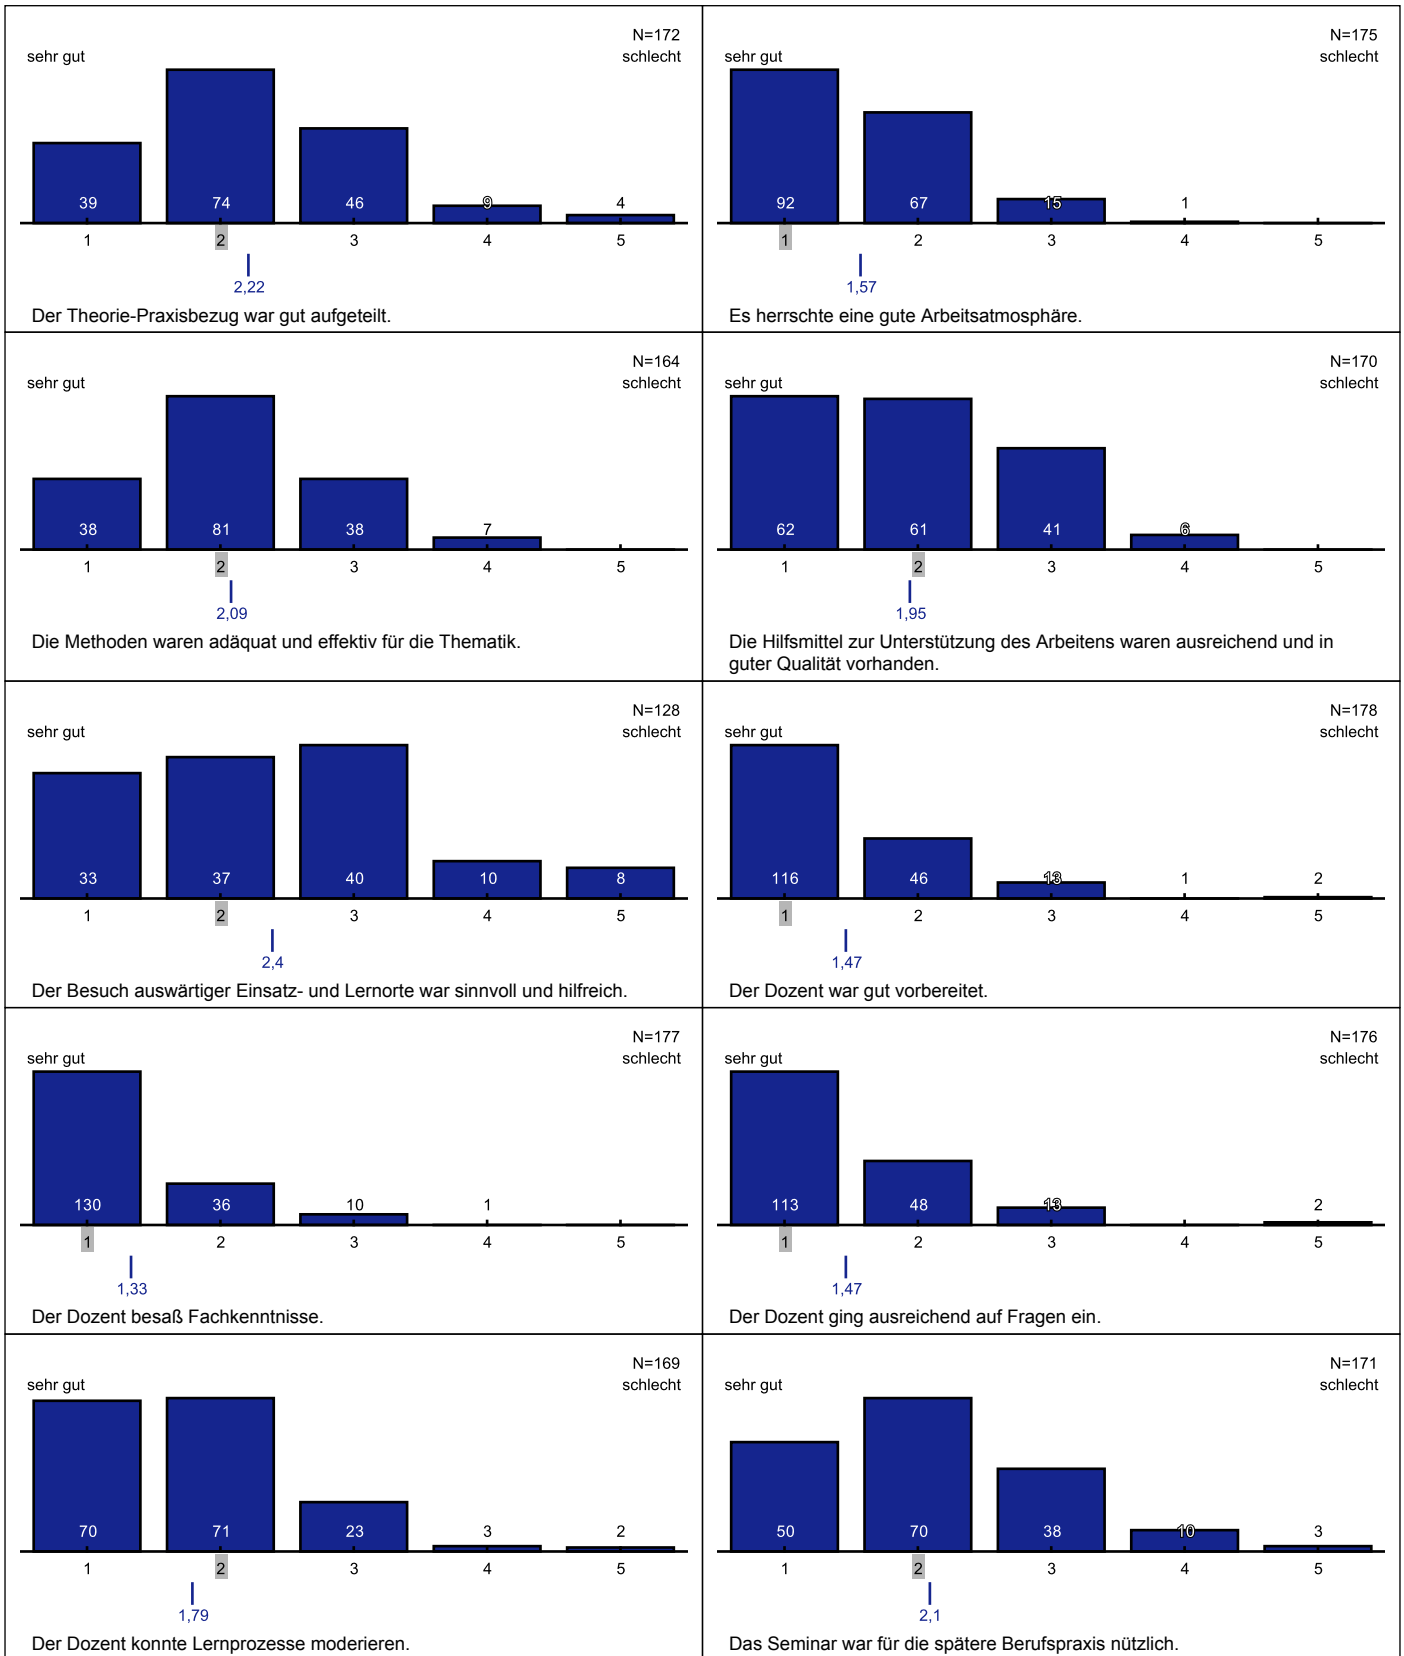 N=172
sehr gut schlecht
39 74 46 9 4
1 2 3 4 5
2,22
Der Theorie-Praxisbezug war gut aufgeteilt.
N=175
sehr gut schlecht
92 67 15 1
1 2 3 4 5
1,57
Es herrschte eine gute Arbeitsatmosphäre.
N=164
sehr gut schlecht
38 81 38 7
1 2 3 4 5
2,09
Die Methoden waren adäquat und effektiv für die Thematik.
N=170
sehr gut schlecht
62 61 41 6
1 2 3 4 5
1,95
Die Hilfsmittel zur Unterstützung des Arbeitens waren ausreichend und in
guter Qualität vorhanden.
N=128
sehr gut schlecht
33 37 40 10 8
1 2 3 4 5
2,4
Der Besuch auswärtiger Einsatz- und Lernorte war sinnvoll und hilfreich.
N=178
sehr gut schlecht
116 46 13 1 2
1 2 3 4 5
1,47
Der Dozent war gut vorbereitet.
N=177
sehr gut schlecht
130 36 10 1
1 2 3 4 5
1,33
Der Dozent besaß Fachkenntnisse.
N=176
sehr gut schlecht
113 48 13 2
1 2 3 4 5
1,47
Der Dozent ging ausreichend auf Fragen ein.
N=169
sehr gut schlecht
70 71 23 3 2
1 2 3 4 5
1,79
Der Dozent konnte Lernprozesse moderieren.
N=171
sehr gut schlecht
50 70 38 10 3
1 2 3 4 5
2,1
Das Seminar war für die spätere Berufspraxis nützlich.